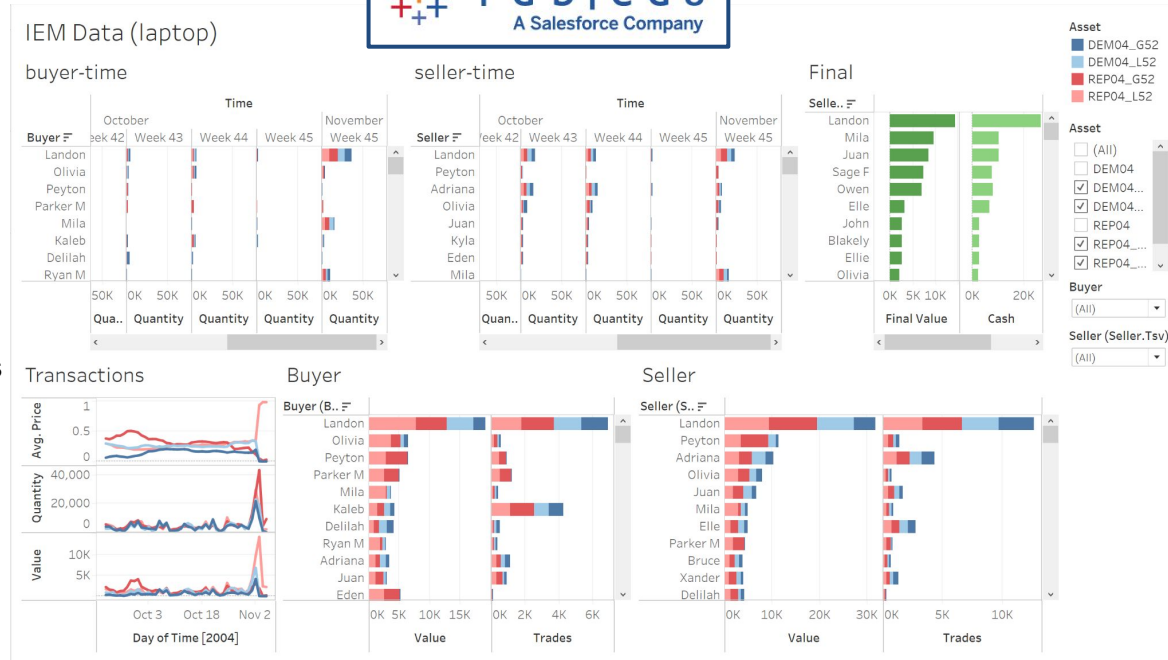 A Salesforce Company
IEM Data (laptop)
buyer-time
Time
October
November
Buyer
Week 43
Week 44
Week 45
Week 45
Landon
Olivia
Peyton
Parker M
Mila
Kaleb
Delilah
Ryan M
50K 0K 50K 0K 50K 0K 50K 0K 50K
Qua.. Quantity Quantity Quantity Quantity
seller-time
Time
October
November
Seller
Week 43
Week 44
Week 45
Week 45
Landon
Peyton
Adriana
Olivia
Juan
Kyla
Eden
Mila
50K 0K 50K 0K 50K 0K 50K 0K 50K
Quan.. Quantity Quantity Quantity Quantity
Final
Selle..
Landon
Mila
Juan
Sage F
Owen
Elle
John
Blakely
Ellie
Olivia
0K 5K 10K 0K 20K
Final Value Cash
Asset
DEM04_G52
DEM04_L52
REP04_G52
REP04_L52
Asset
(All)
DEM04
DEM04...
DEM04...
REP04
REP04_...
REP04_...
Buyer
(All)
Seller (Seller.Tsv)
(All)
Transactions
Avg. Price
1
0.5
0
Quantity
40,000
20,000
0
Value
10K
5K
Oct 3 Oct 18 Nov 2
Day of Time [2004]
Buyer
Buyer (B..
Landon
Olivia
Peyton
Parker M
Mila
Kaleb
Delilah
Ryan M
Adriana
Juan
Eden
0K 5K 10K 15K 0K 2K 4K 6K
Value Trades
Seller
Seller (S..
Landon
Peyton
Adriana
Olivia
Juan
Mila
Elle
Parker M
Bruce
Xander
Delilah
0K 10K 20K 30K 0K 5K 10K
Value Trades